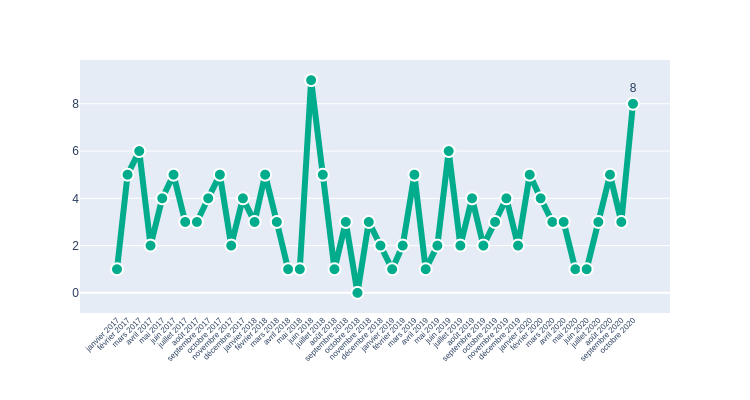 8
8
6
4
2
0
janvier 2017
février 2017
mars 2017
avril 2017
mai 2017
juin 2017
juillet 2017
août 2017
septembre 2017
octobre 2017
novembre 2017
décembre 2017
janvier 2018
février 2018
mars 2018
avril 2018
mai 2018
juin 2018
juillet 2018
août 2018
septembre 2018
octobre 2018
novembre 2018
décembre 2018
janvier 2019
février 2019
mars 2019
avril 2019
mai 2019
juin 2019
juillet 2019
août 2019
septembre 2019
octobre 2019
novembre 2019
décembre 2019
janvier 2020
février 2020
mars 2020
avril 2020
mai 2020
juin 2020
juillet 2020
août 2020
septembre 2020
octobre 2020